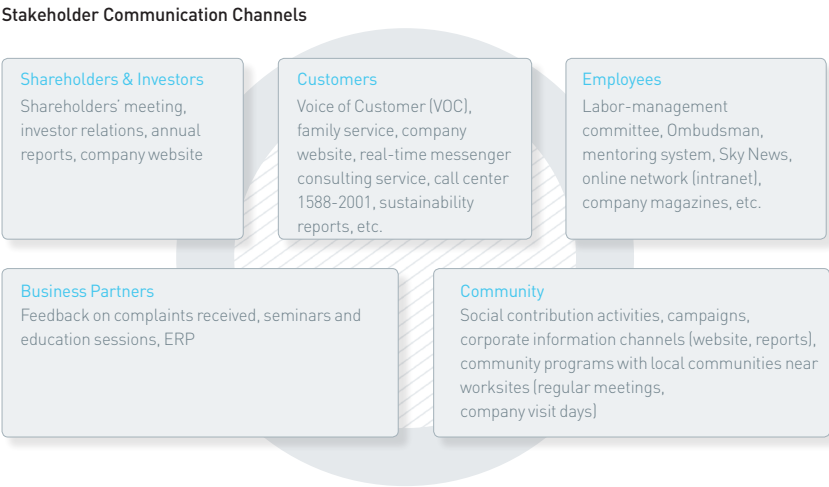 Stakeholder Communication Channels
Shareholders & Investors
Shareholders’ meeting,
investor relations, annual
reports, company website
Customers
Voice of Customer (VOC),
family service, company
website, real-time messenger
consulting service, call center
1588-2001, sustainability
reports, etc.
Employees
Labor-management
committee, Ombudsman,
mentoring system, Sky News,
online network (intranet),
company magazines, etc.
Business Partners
Feedback on complaints received, seminars and
education sessions, ERP
Community
Social contribution activities, campaigns,
corporate information channels (website, reports),
community programs with local communities near
worksites (regular meetings,
company visit days)